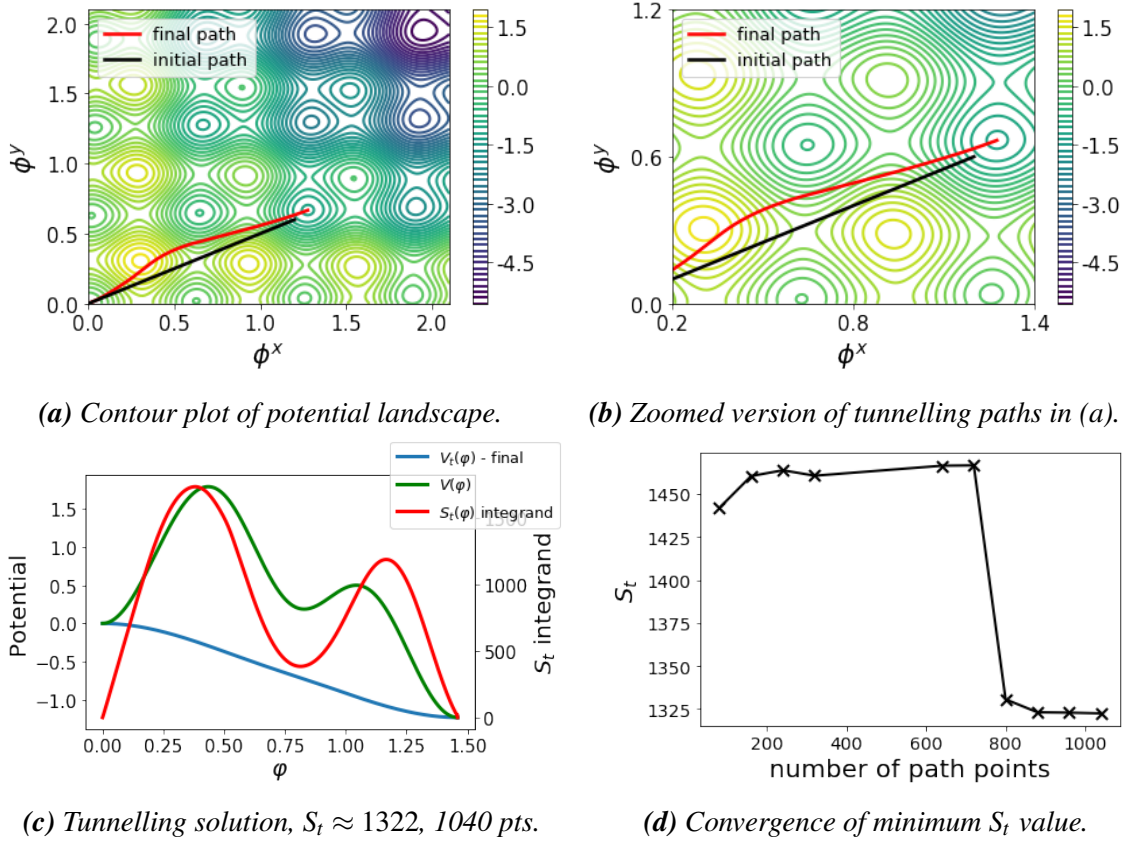 final path
initial path
2.0
1.5
1.0
0.5
0.0
0.0 0.5 1.0 1.5 2.0
ϕ^y
ϕ^x
1.5
0.0
-1.5
-3.0
-4.5
final path
initial path
1.2
0.6
0.0
0.2 0.8 1.4
ϕ^y
ϕ^x
1.5
0.0
-1.5
-3.0
-4.5
(a) Contour plot of potential landscape.
(b) Zoomed version of tunnelling paths in (a).
V_t(φ) - final
V(φ)
S_t(φ) integrand
1.5
1.0
0.5
0.0
-0.5
-1.0
Potential
0.00 0.25 0.50 0.75 1.00 1.25 1.50
φ
1500
1000
500
0
S_t integrand
1450
1425
1400
1375
1350
1325
S_t
200 400 600 800 1000
number of path points
(c) Tunnelling solution, S_t ≈ 1322, 1040 pts.
(d) Convergence of minimum S_t value.